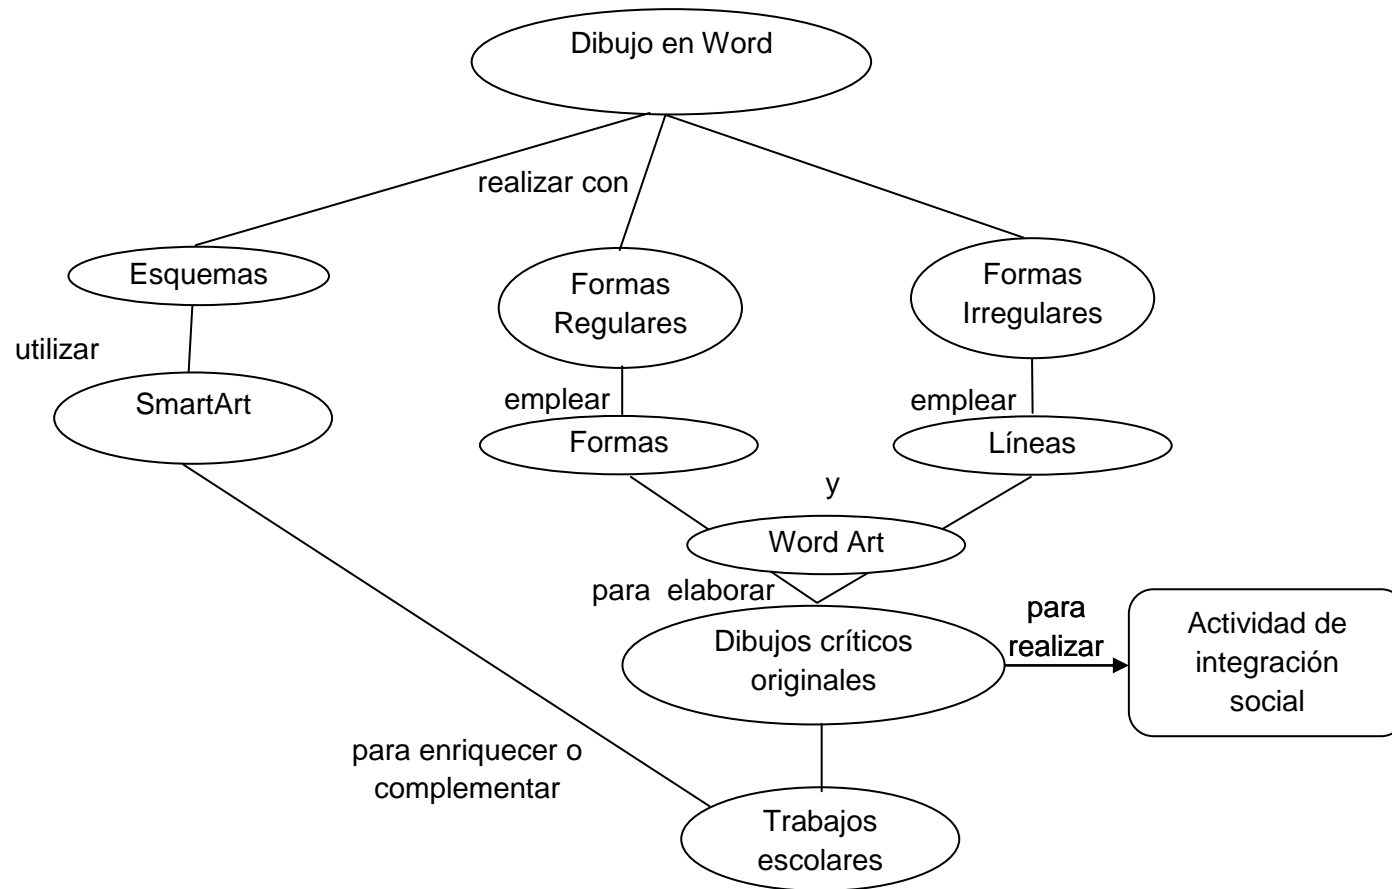 Dibujo en Word
realizar con
Esquemas
Formas
Regulares
Formas
Irregulares
utilizar
SmartArt
emplear
emplear
Formas
Líneas
y
Word Art
para  elaborar
Dibujos críticos
originales
para
realizar
Actividad de
integración
social
para enriquecer o
complementar
Trabajos
escolares